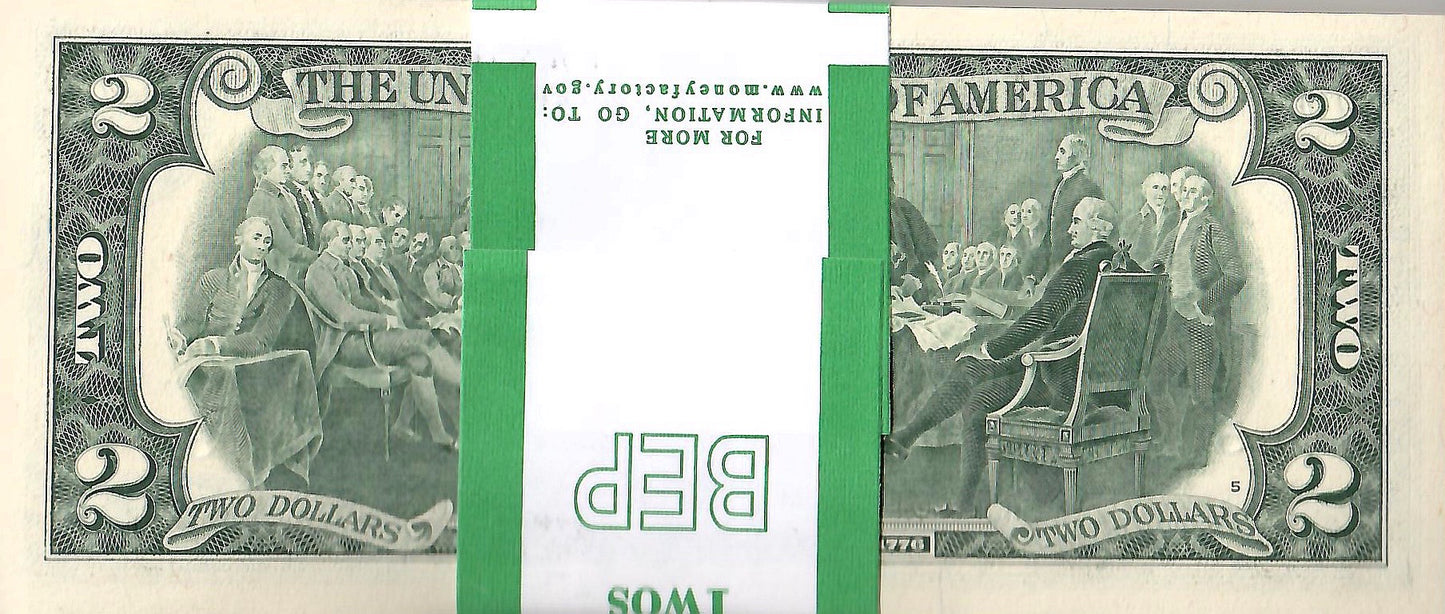 2
THE UN
OF AMERICA
2
www.moneyfactory.gov
INFORMATION, GO TO:
FOR MORE
TWO
TWO
BEP
2
TWO DOLLARS
5
TWO DOLLARS
2
1776
TWOS